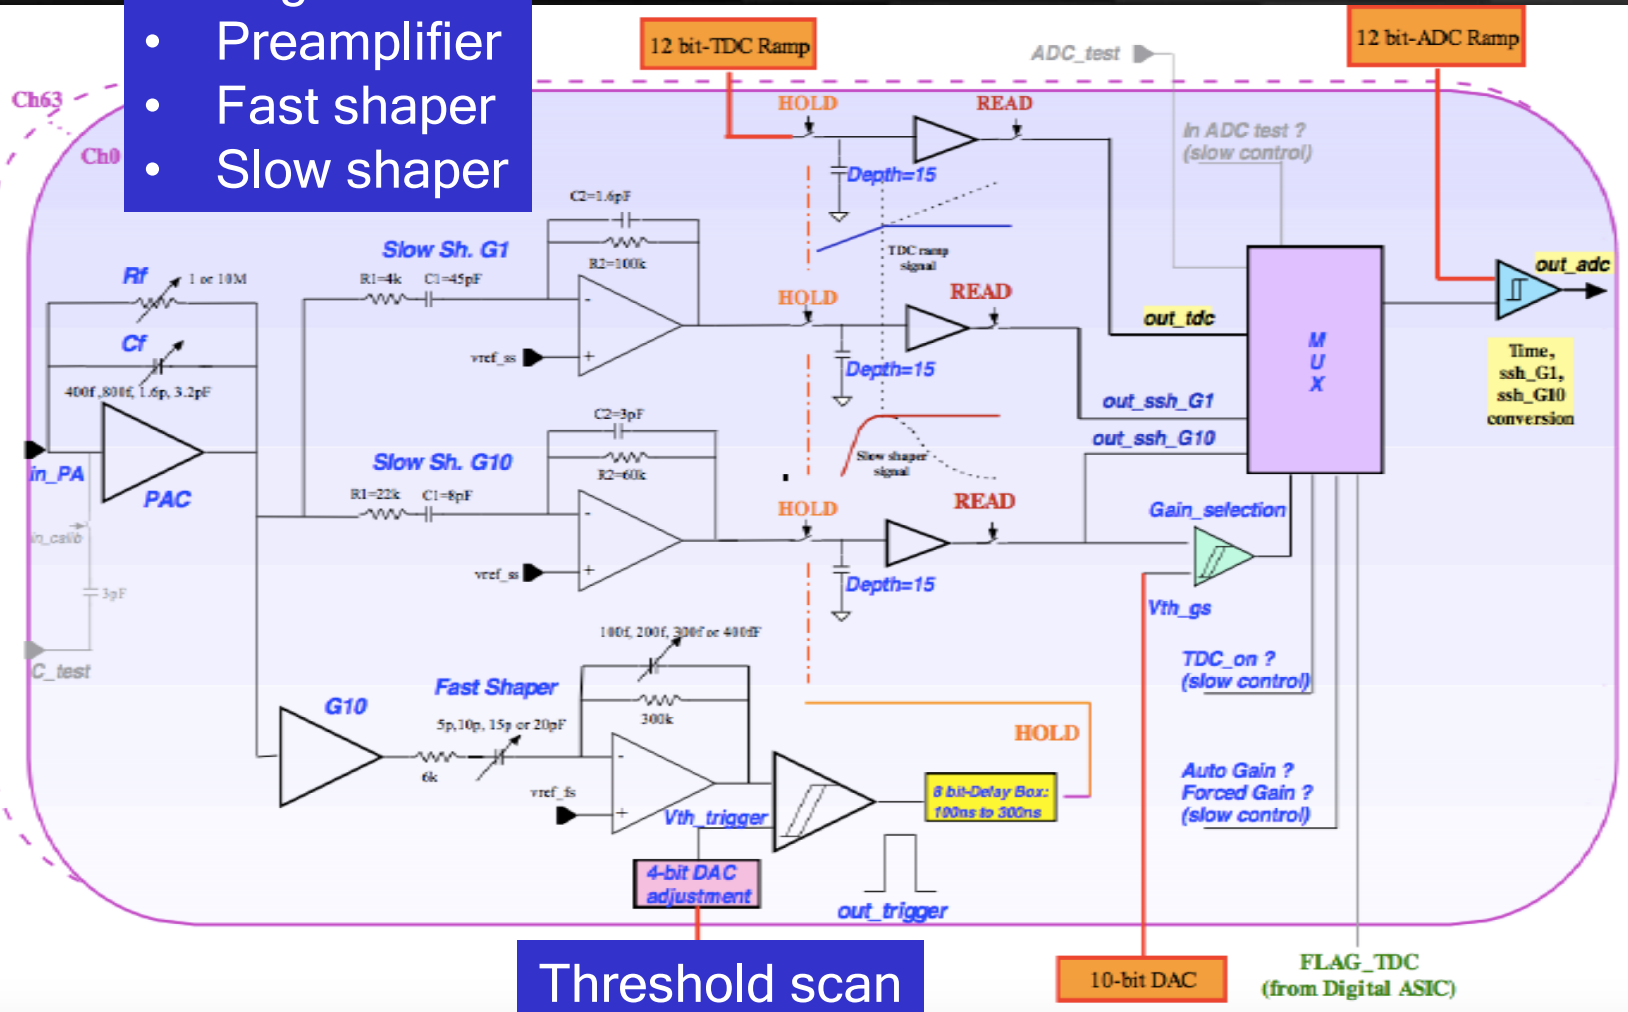 • Preamplifier
• Fast shaper
• Slow shaper
12 bit-TDC Ramp
12 bit-ADC Ramp
ADC_test
Ch63
Ch0
HOLD
READ
In ADC test ?
(slow control)
Depth=15
C2=1.6pF
R2=100k
Slow Sh. G1
R1=4k
C1=45pF
TDC ramp
signal
Rf
1 or 10M
Cf
400f,800f, 1.6p, 3.2pF
HOLD
READ
out_tdc
out_adc
vref_ss
Depth=15
M
U
X
Time,
ssh_G1,
ssh_G10
conversion
out_ssh_G1
out_ssh_G10
C2=3pF
R2=60k
Slow Sh. G10
R1=22k
C1=8pF
Slow shaper
signal
in_PA
PAC
HOLD
READ
Gain_selection
in_calib
3pF
vref_ss
Depth=15
Vth_gs
C_test
100f, 200f, 300f or 400fF
300k
TDC_on ?
(slow control)
Fast Shaper
G10
5p,10p, 15p or 20pF
6k
HOLD
vref_fs
Vth_trigger
8 bit-Delay Box:
100ns to 300ns
Auto Gain ?
Forced Gain ?
(slow control)
4-bit DAC
adjustment
out_trigger
Threshold scan
10-bit DAC
FLAG_TDC
(from Digital ASIC)